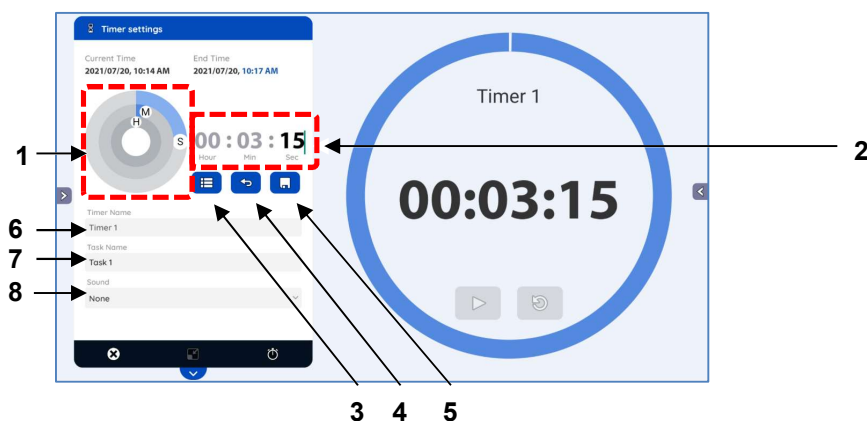 Timer settings
Current Time
End Time
2021/07/20, 10:14 AM
2021/07/20, 10:17 AM
M
H
S
00 : 03 : 15
Hour
Min
Sec
1
2
Timer Name
Timer 1
6
Task Name
Task 1
7
Sound
None
8
Timer 1
00:03:15
3
4
5